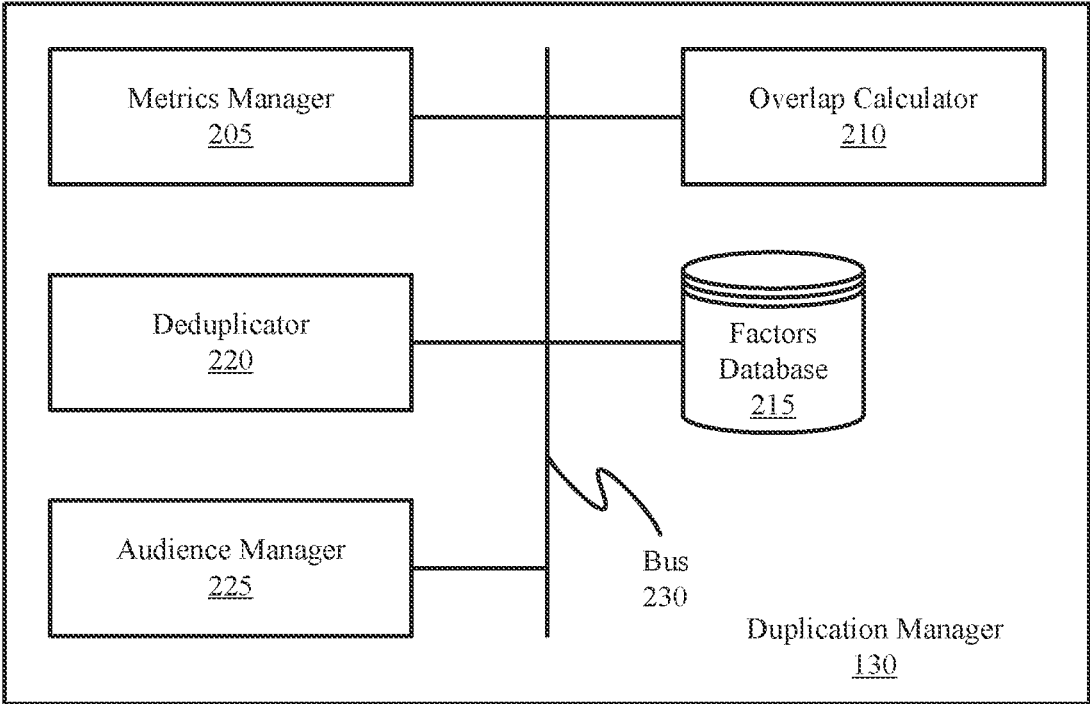 Metrics Manager
205
Overlap Calculator
210
Deduplicator
220
Factors
Database
215
Audience Manager
225
Bus
230
Duplication Manager
130